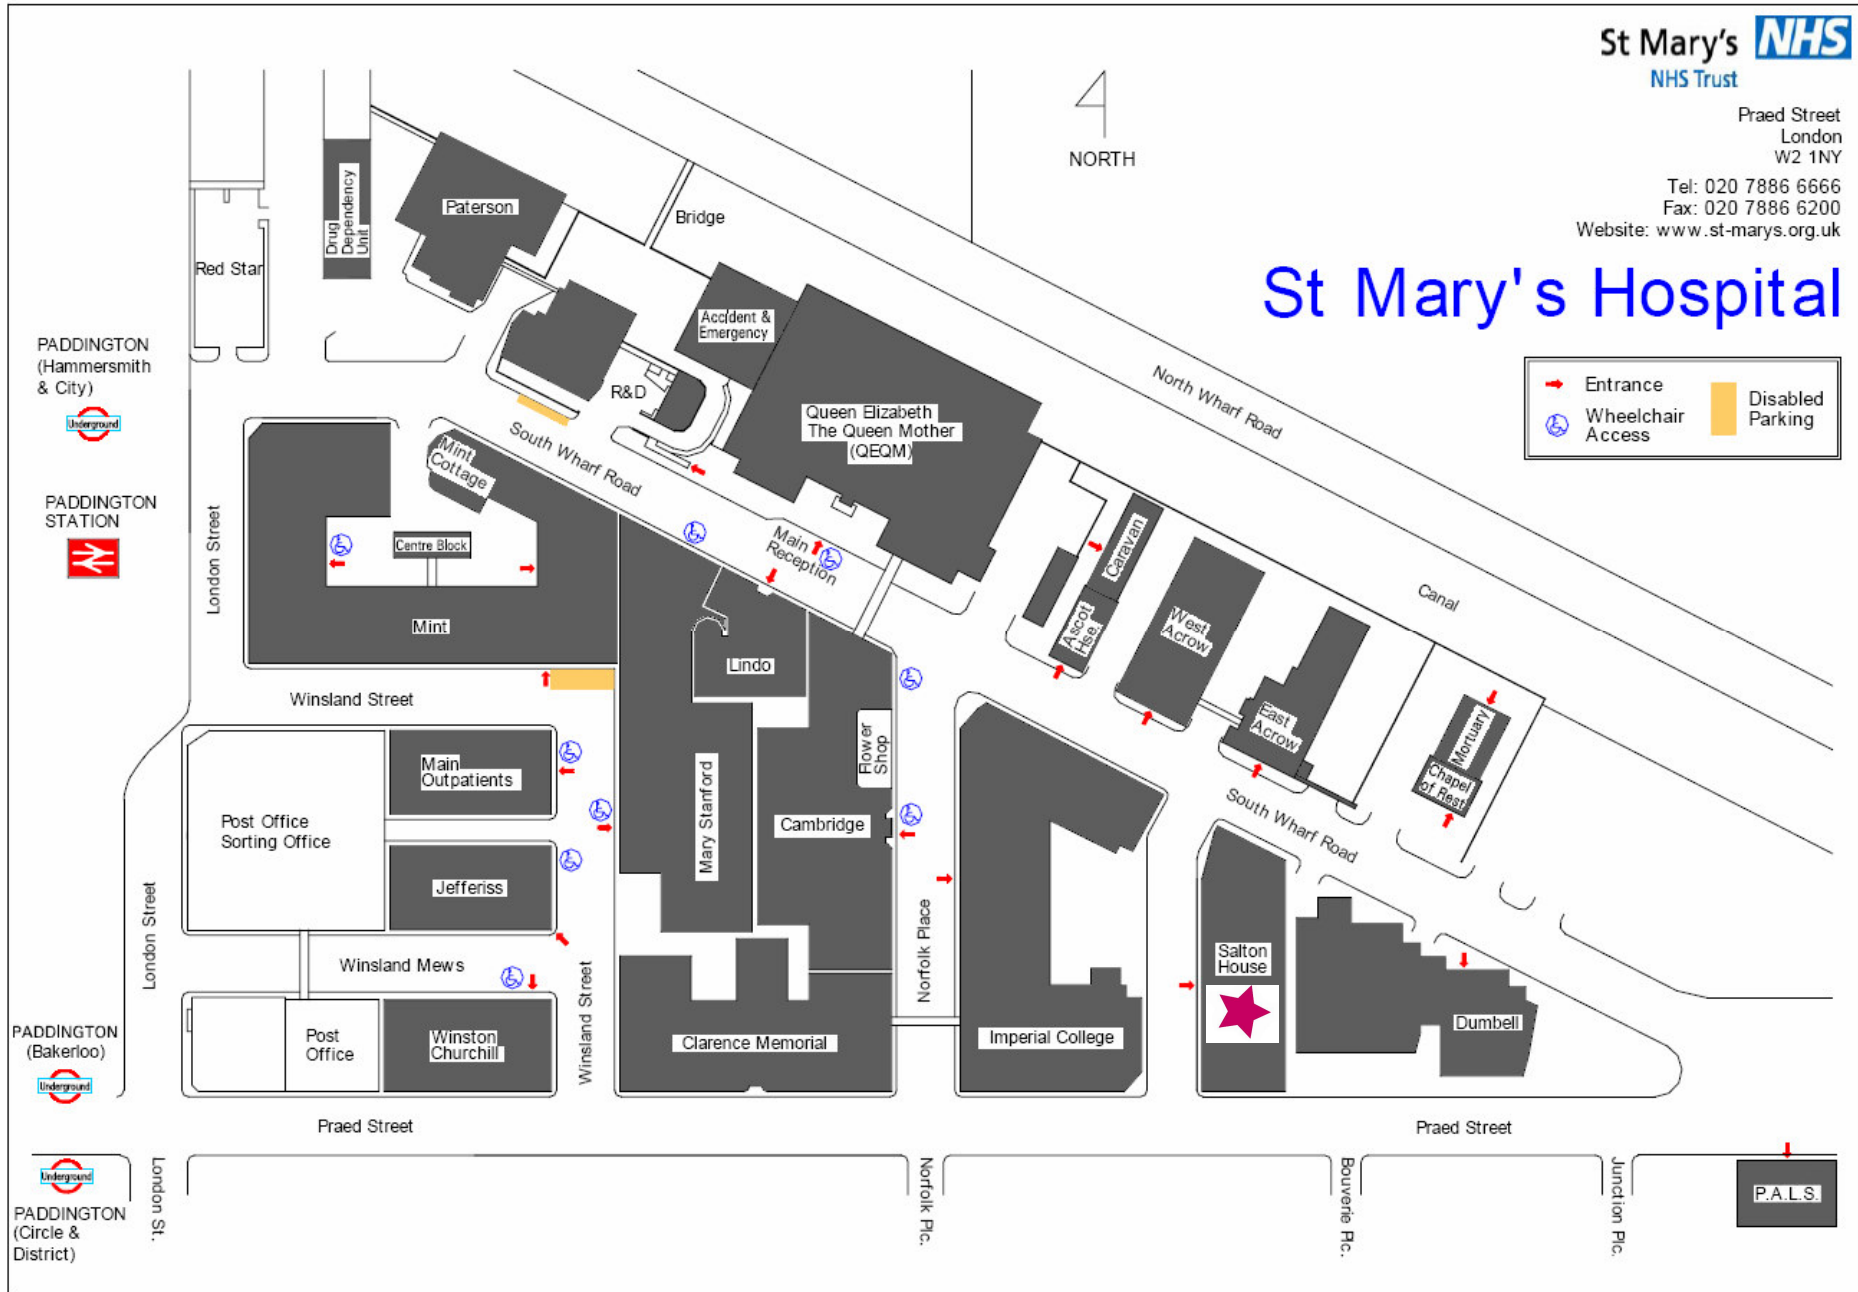 St Mary's NHS
NHS Trust
Praed Street
London
W2 1NY
Tel: 020 7886 6666
Fax: 020 7886 6200
Website: www.st-marys.org.uk
St Mary's Hospital
NORTH
Entrance
Wheelchair
Access
Disabled
Parking
Drug
Dependency
Unit
Paterson
Bridge
Red Star
Accident &
Emergency
R&D
Queen Elizabeth
The Queen Mother
(QEQM)
North Wharf Road
Canal
PADDINGTON
(Hammersmith
& City)
Underground
PADDINGTON
STATION
London Street
Mint
Cottage
South Wharf Road
Centre Block
Mint
Main
Reception
Caravan
Ascot
Hse.
West
Acrow
East
Acrow
Mortuary
Chapel
of Rest
Lindo
Winsland Street
Main
Outpatients
Post Office
Sorting Office
Jefferiss
Mary Stanford
Flower
Shop
Cambridge
South Wharf Road
London Street
Winsland Mews
Winsland Street
Norfolk Place
Salton
House
Post
Office
Winston
Churchill
Clarence Memorial
Imperial College
Dumbell
PADDINGTON
(Bakerloo)
Underground
Praed Street
Praed Street
Underground
PADDINGTON
(Circle &
District)
London St.
Norfolk Plc.
Bouverie Plc.
Junction Plc.
P.A.L.S.